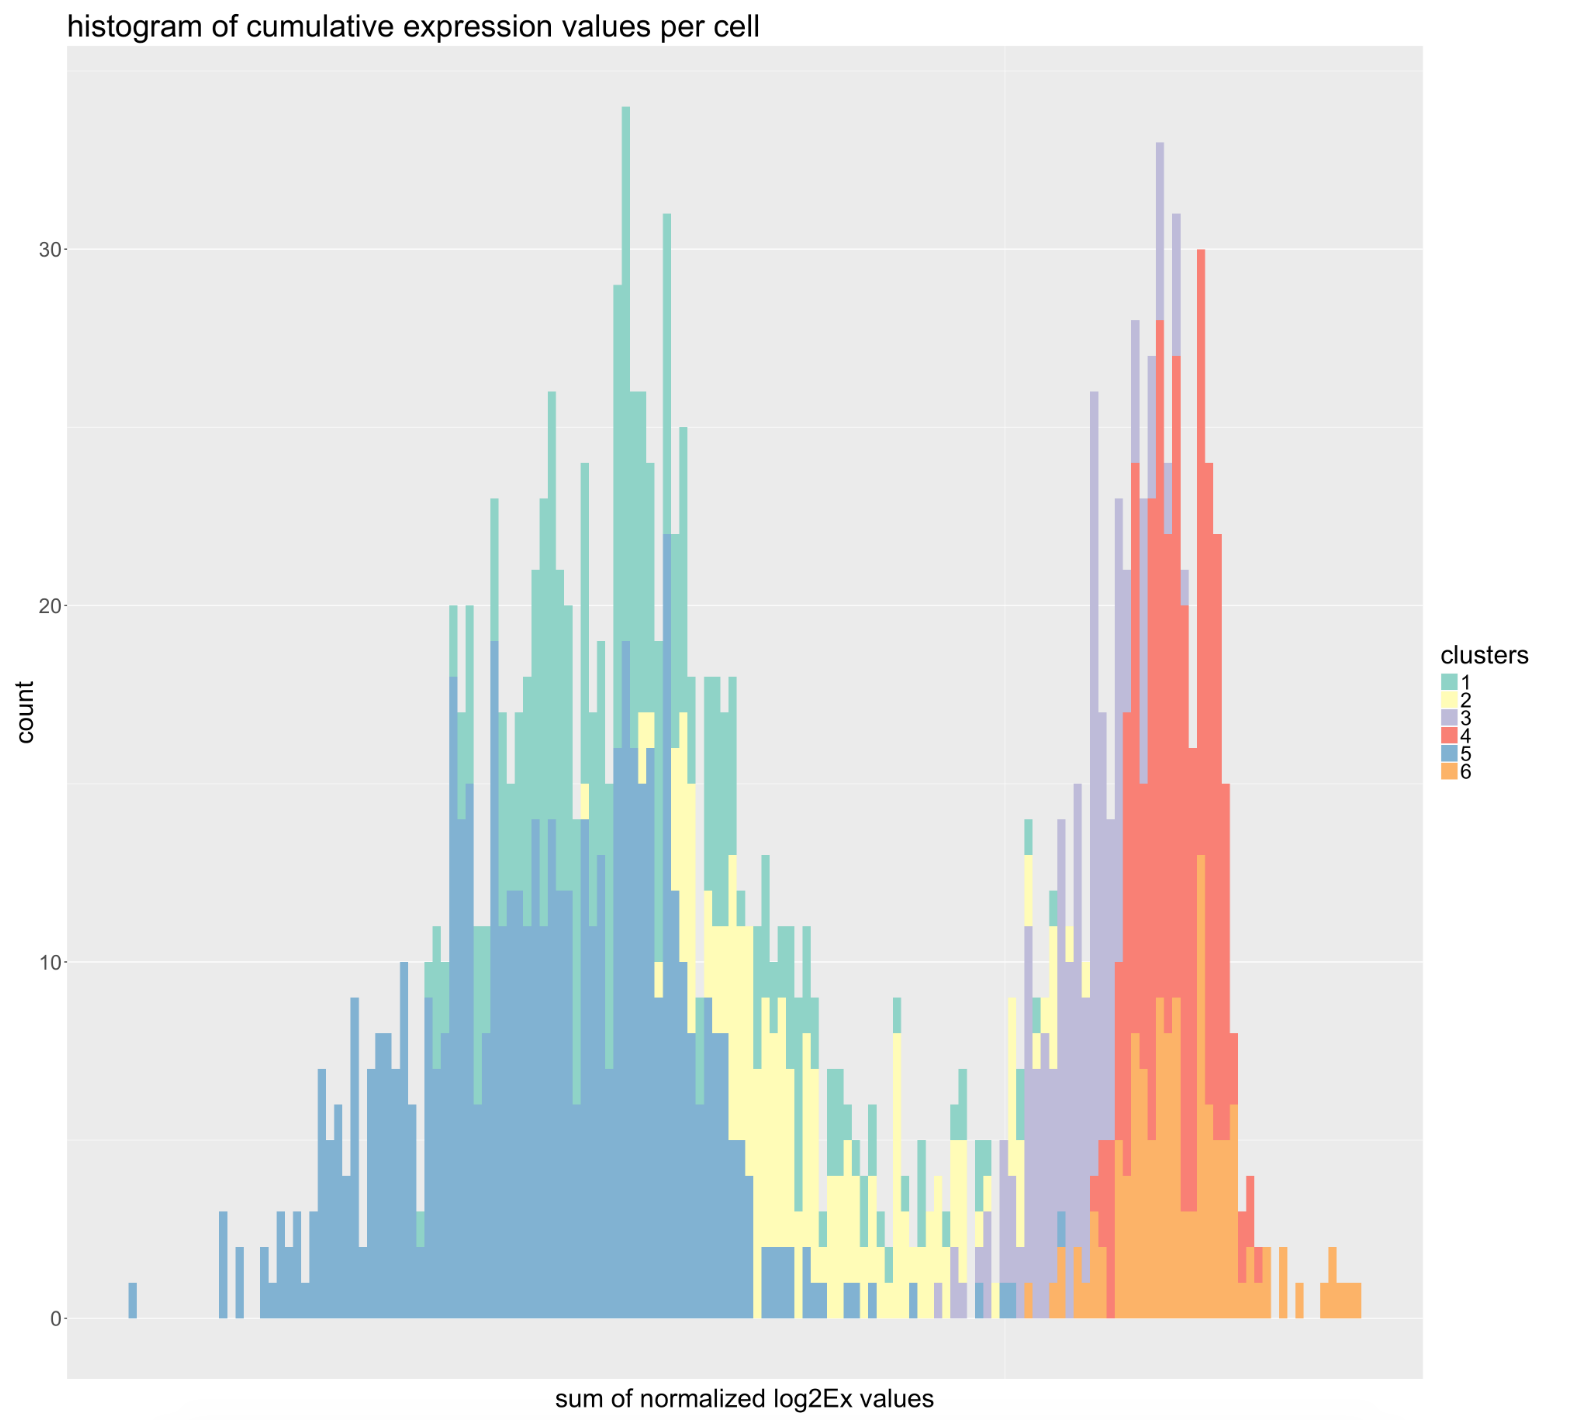 histogram of cumulative expression values per cell
30
20
10
0
count
sum of normalized log2Ex values
clusters
1
2
3
4
5
6